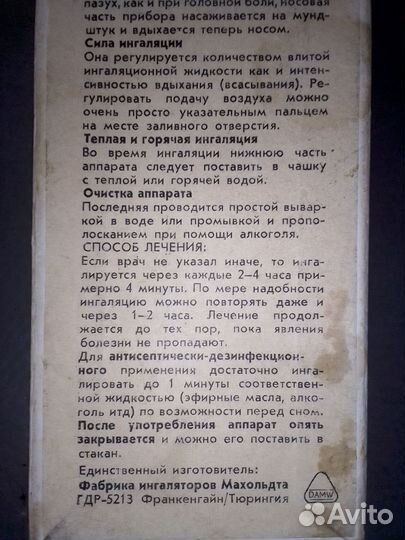 пазух, как и при головной боли, носовая
часть прибора насаживается на мунд-
штук и вдыхается теперь носом.
Сила ингаляции
Она регулируется количеством влитой
ингаляционной жидкости как и интен-
сивностью вдыхания (всасывания). Ре-
гулировать подачу воздуха можно
очень просто указательным пальцем
на месте заливного отверстия.
Теплая и горячая ингаляция
Во время ингаляции нижнюю часть
аппарата следует поставить в чашку
с теплой или горячей водой.
Очистка аппарата
Последняя проводится простой вывар-
кой в воде или промывкой и пропо-
лосканием при помощи алкоголя.
СПОСОБ ЛЕЧЕНИЯ:
Если врач не указал иначе, то инга-
лируется через каждые 2–4 часа при-
мерно 4 минуты. По мере надобности
ингаляцию можно повторять даже и
через 1–2 часа. Лечение продол-
жается до тех пор, пока явления
болезни не пропадают.
Для антисептически-дезинфекцион-
ного применения достаточно инга-
лировать до 1 минуты соответствен-
ной жидкостью (эфирные масла, алко-
голь итд) по возможности перед сном.
После употребления аппарат опять
закрывается и можно его поставить в
стакан.
Единственный изготовитель:
Фабрика ингаляторов Махольдта
ГДР-5213 Франкенгайн/Тюрингия
DAMW
Avito